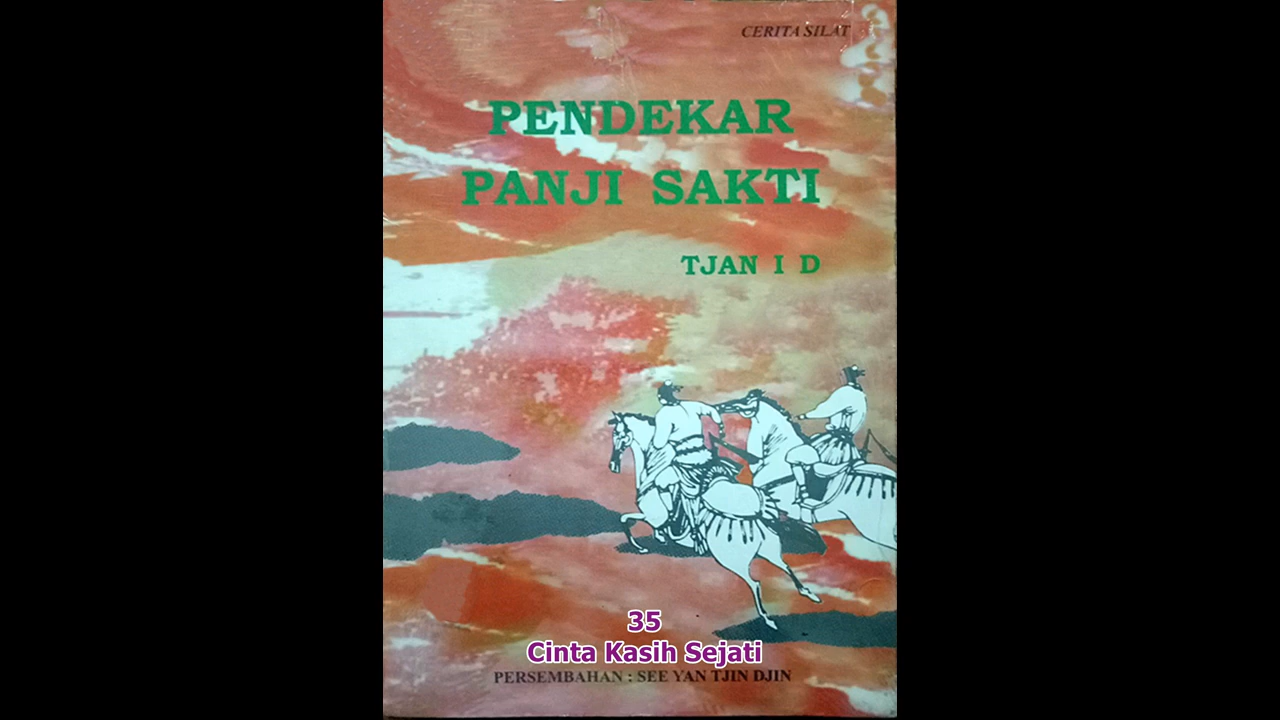 CERITA SILAT
PENDEKAR
PANJI SAKTI
TJAN I D
35
Cinta Kasih Sejati
PERSEMBAHAN : SEE YAN TJIN DJIN